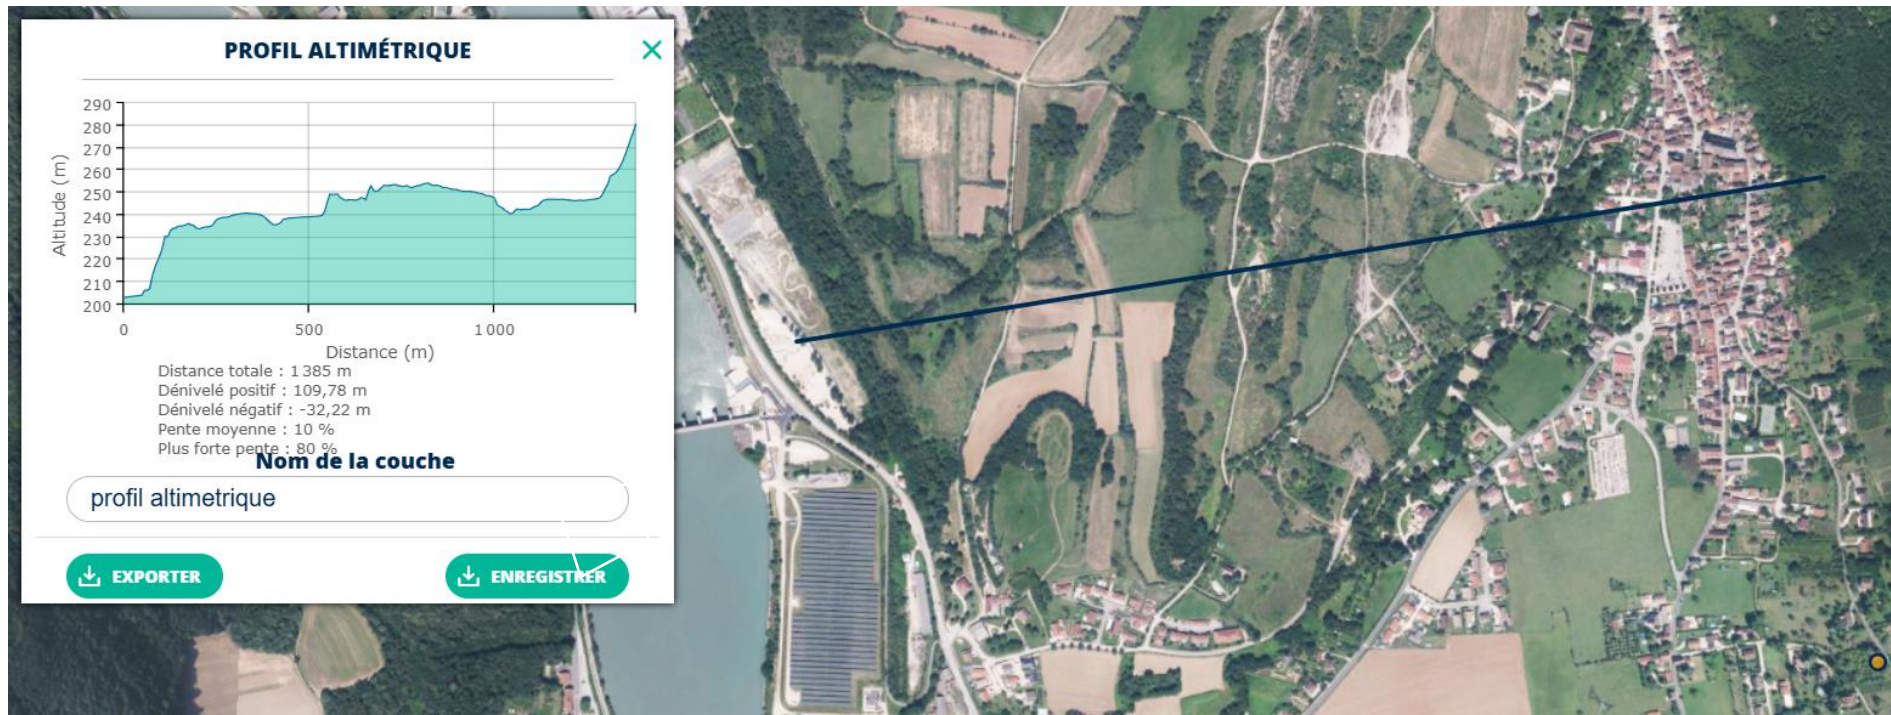 PROFIL ALTIMÉTRIQUE
290
280
270
260
250
240
230
220
210
200
Altitude (m)
0 500 1 000
Distance (m)
Distance totale : 1 385 m
Dénivelé positif : 109,78 m
Dénivelé négatif : -32,22 m
Pente moyenne : 10 %
Plus forte pente : 80 %
Nom de la couche
profil altimetrique
EXPORTER ENREGISTRER